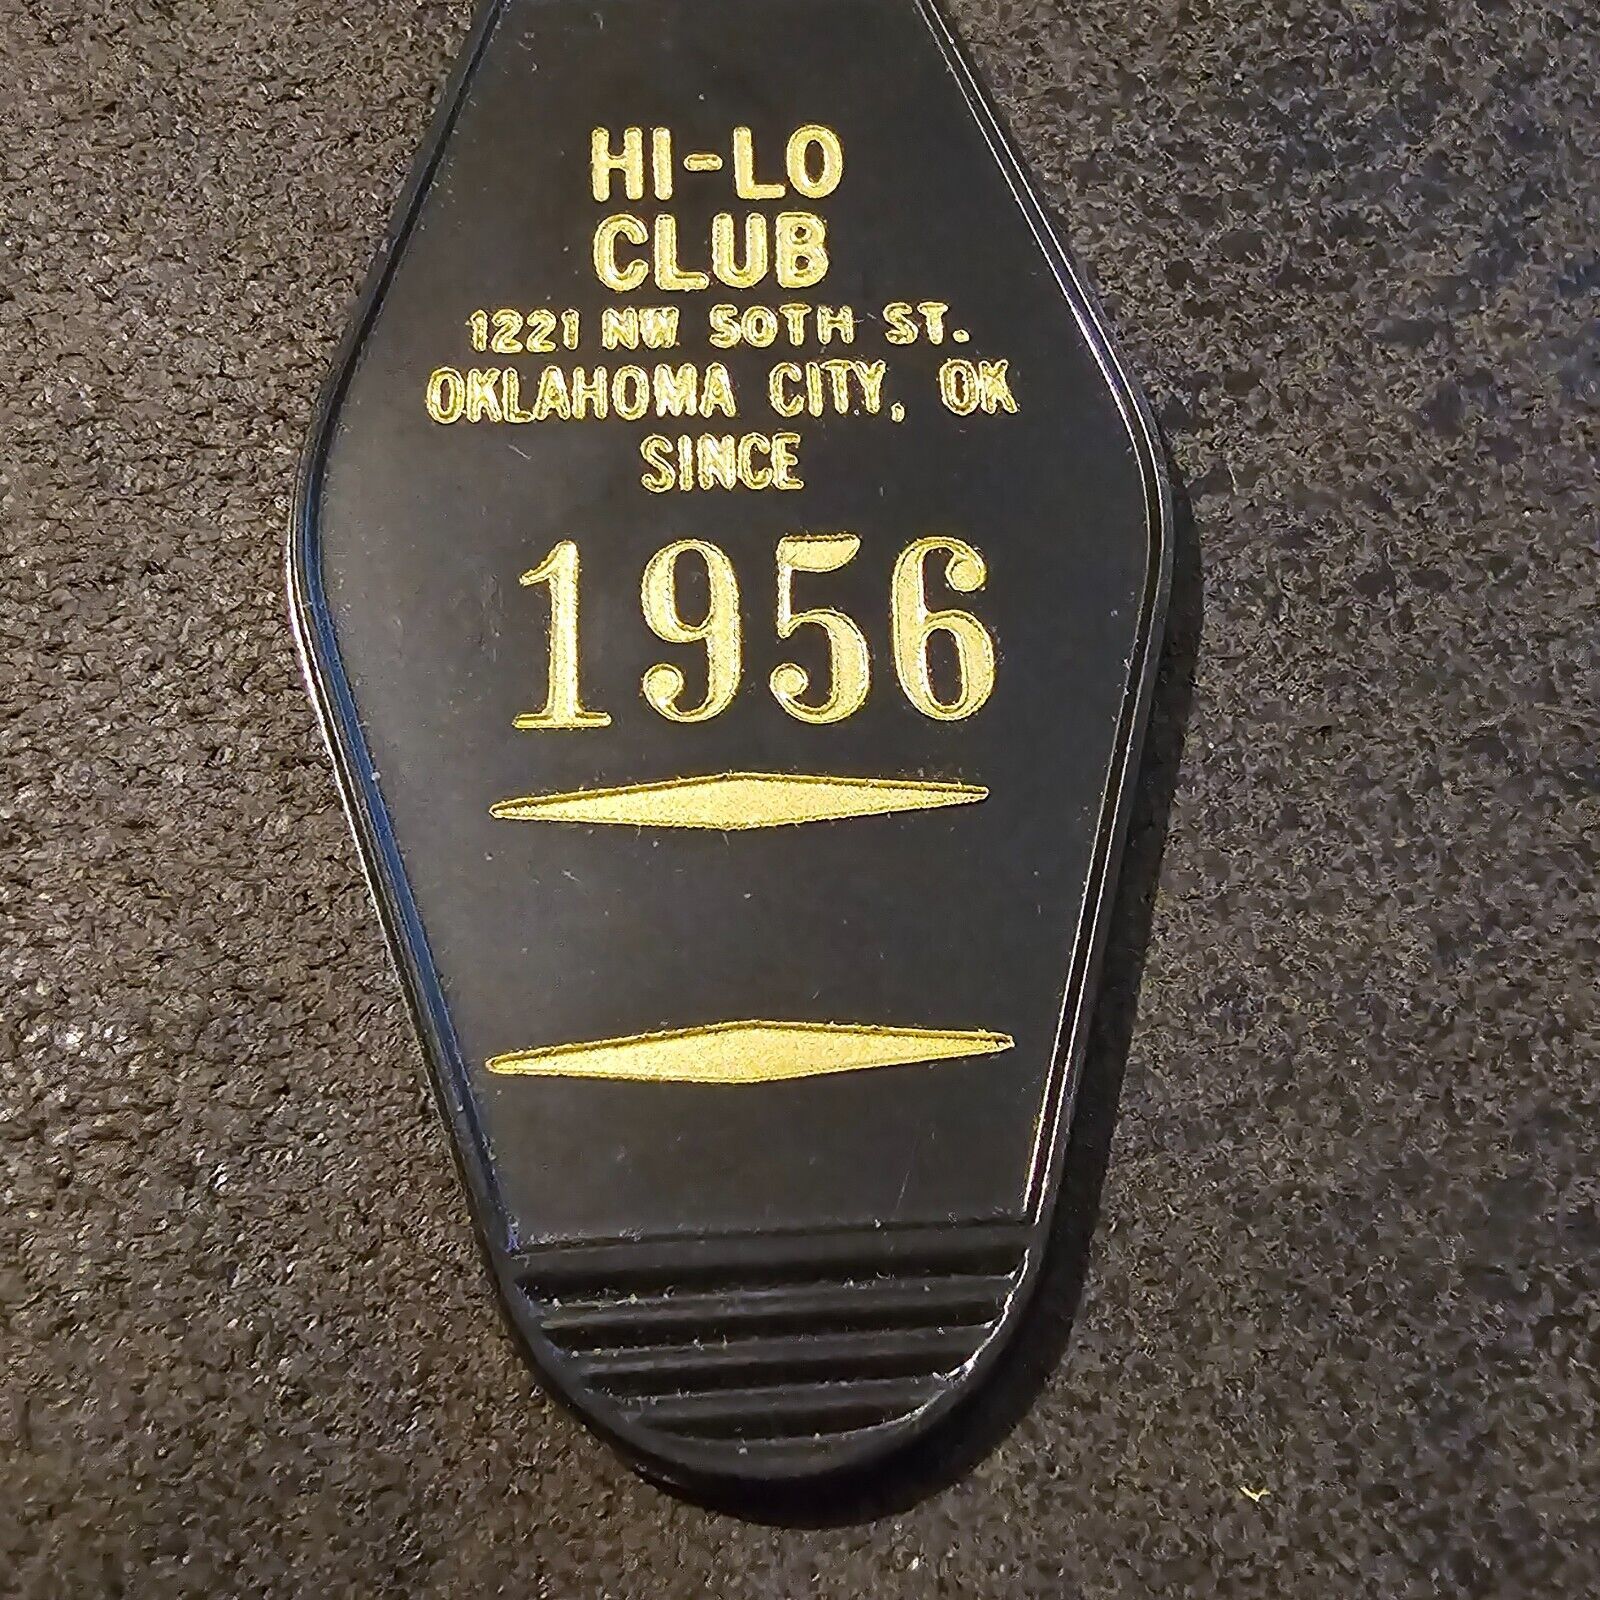 HI-LO
CLUB
1221 NW 50TH ST.
OKLAHOMA CITY, OK
SINCE
1956